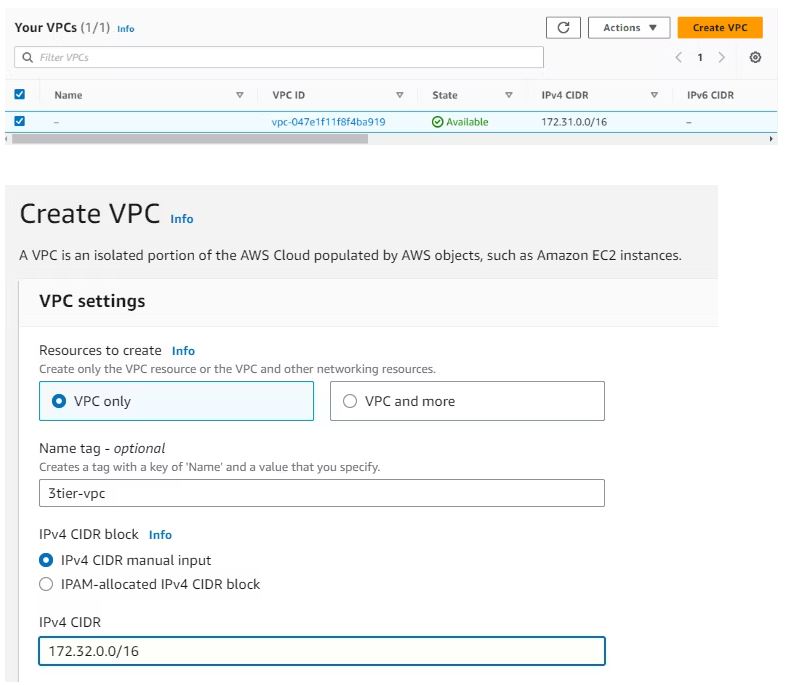 Your VPCs (1/1) Info
Actions Create VPC
Filter VPCs
1
Name VPC ID State IPv4 CIDR IPv6 CIDR
– vpc-047e1f11f8f4ba919 Available 172.31.0.0/16 –
Create VPC Info
A VPC is an isolated portion of the AWS Cloud populated by AWS objects, such as Amazon EC2 instances.
VPC settings
Resources to create Info
Create only the VPC resource or the VPC and other networking resources.
VPC only VPC and more
Name tag - optional
Creates a tag with a key of 'Name' and a value that you specify.
3tier-vpc
IPv4 CIDR block Info
IPv4 CIDR manual input
IPAM-allocated IPv4 CIDR block
IPv4 CIDR
172.32.0.0/16